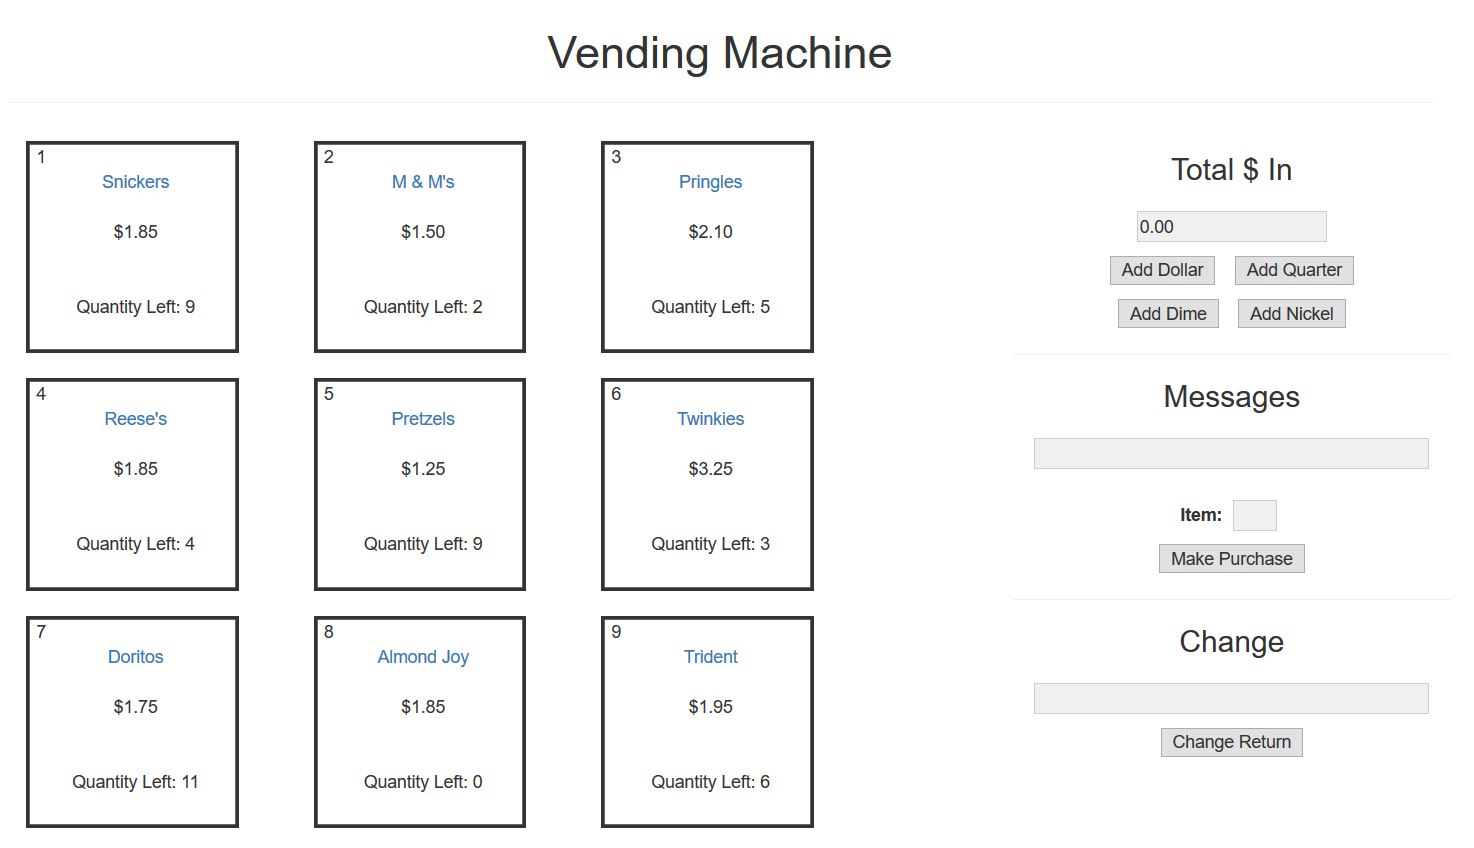 Vending Machine
1
Snickers
$1.85
Quantity Left: 9
2
M & M's
$1.50
Quantity Left: 2
3
Pringles
$2.10
Quantity Left: 5
4
Reese's
$1.85
Quantity Left: 4
5
Pretzels
$1.25
Quantity Left: 9
6
Twinkies
$3.25
Quantity Left: 3
7
Doritos
$1.75
Quantity Left: 11
8
Almond Joy
$1.85
Quantity Left: 0
9
Trident
$1.95
Quantity Left: 6
Total $ In
0.00
Add Dollar Add Quarter
Add Dime Add Nickel
Messages
Item:
Make Purchase
Change
Change Return